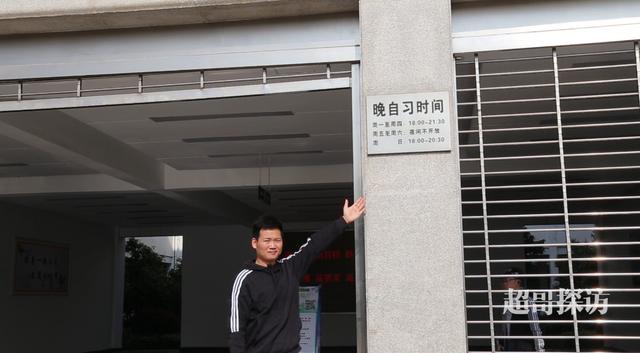 晚自习时间
周一至周四：18:00-21:30
周五至周六：夜间不开放
周　　日：18:00-20:30
超哥探访